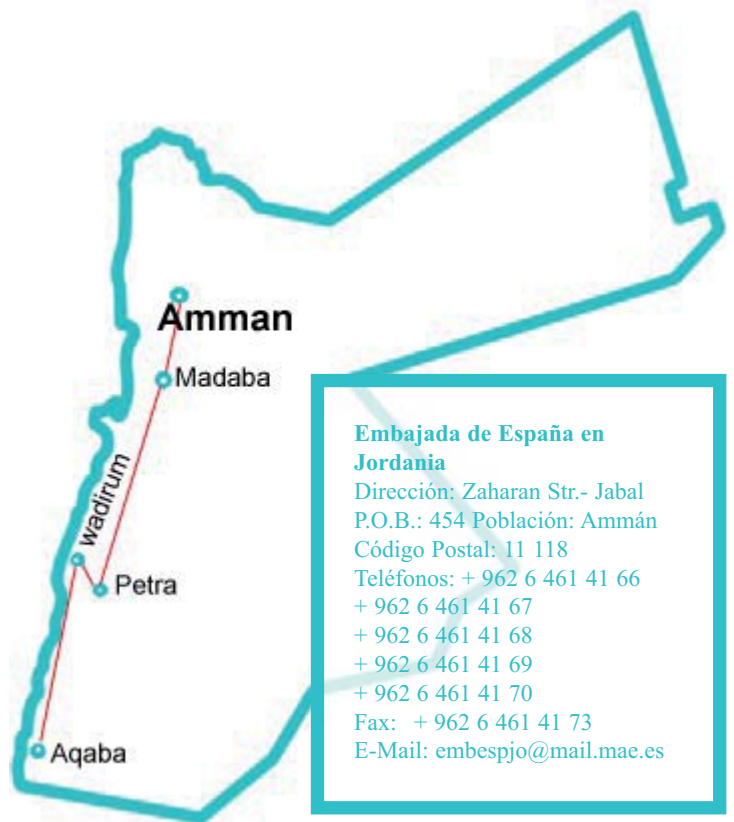 Amman
Madaba
wadirum
Petra
Aqaba
Embajada de España en
Jordania
Dirección: Zaharan Str.- Jabal
P.O.B.: 454 Población: Ammán
Código Postal: 11 118
Teléfonos: + 962 6 461 41 66
+ 962 6 461 41 67
+ 962 6 461 41 68
+ 962 6 461 41 69
+ 962 6 461 41 70
Fax: + 962 6 461 41 73
E-Mail: embespjo@mail.mae.es